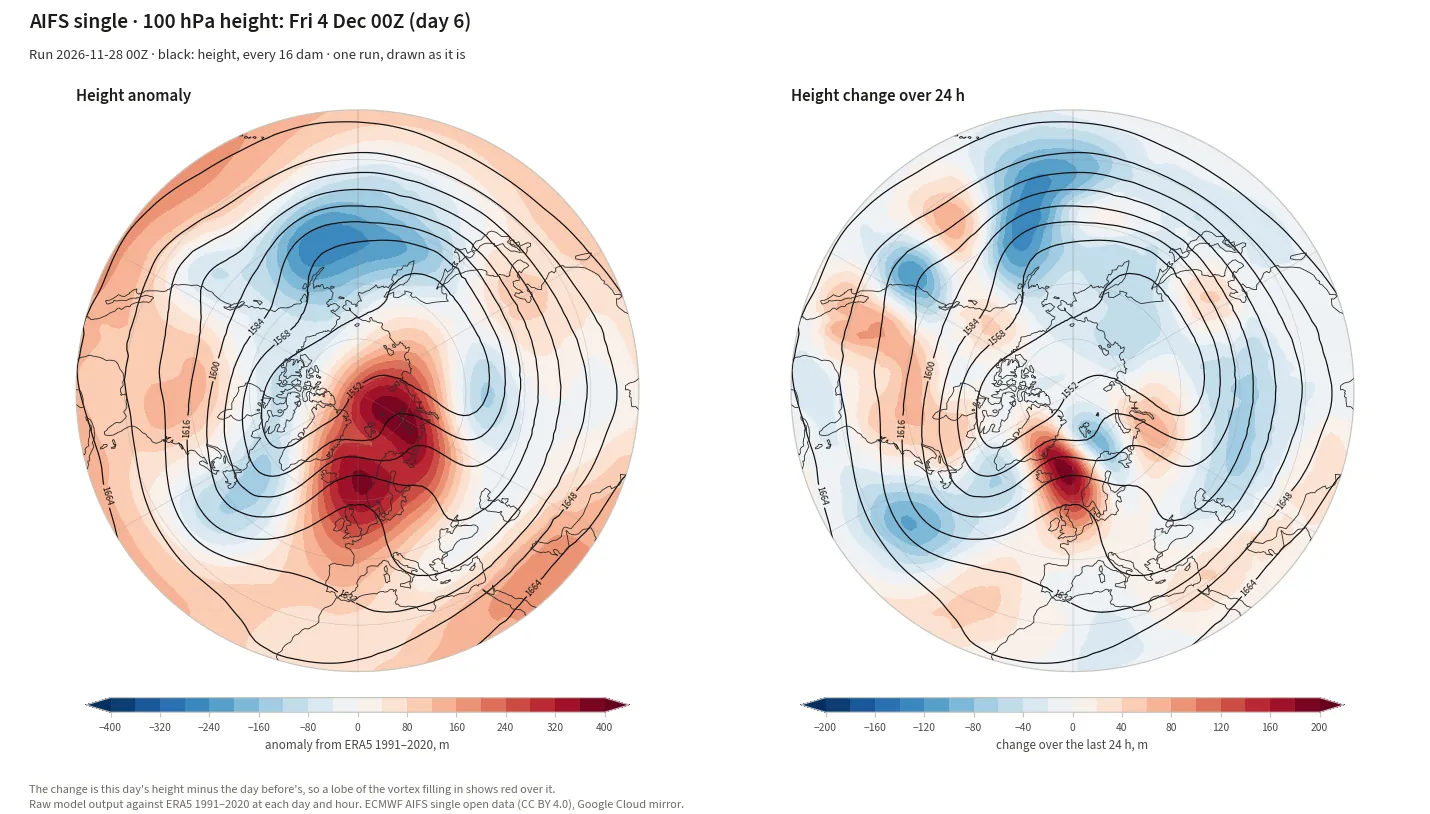 AIFS single · 100 hPa height: Fri 4 Dec 00Z (day 6)
Run 2026-11-28 00Z · black: height, every 16 dam · one run, drawn as it is
Height anomaly
Height change over 24 h
1584
1568
1600
1552
1616
1664
1648
1664
1584
1568
1600
1552
1616
1664
1648
1664
−400 −320 −240 −160 −80 0 80 160 240 320 400
anomaly from ERA5 1991–2020, m
−200 −160 −120 −80 −40 0 40 80 120 160 200
change over the last 24 h, m
The change is this day's height minus the day before's, so a lobe of the vortex filling in shows red over it.
Raw model output against ERA5 1991–2020 at each day and hour. ECMWF AIFS single open data (CC BY 4.0), Google Cloud mirror.